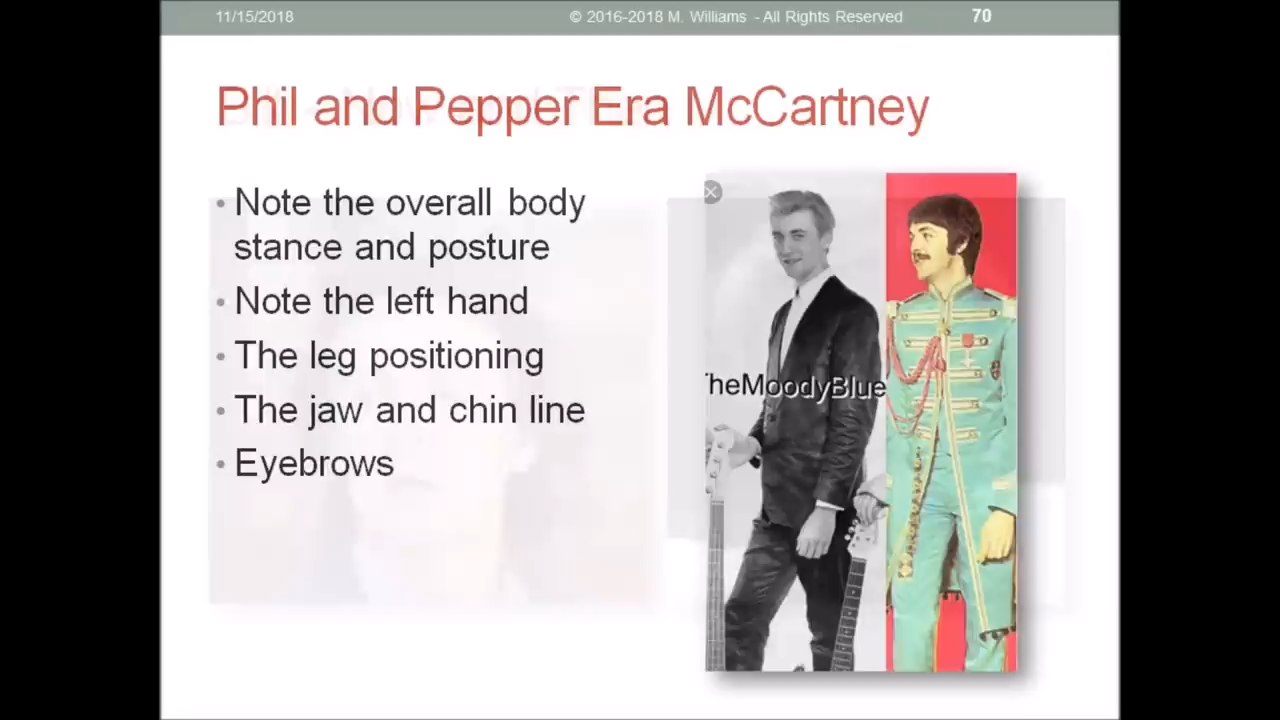 11/15/2018 © 2016-2018 M. Williams - All Rights Reserved 70
Phil and Pepper Era McCartney
• Note the overall body
stance and posture
• Note the left hand
• The leg positioning
• The jaw and chin line
• Eyebrows
heMoodyBlue